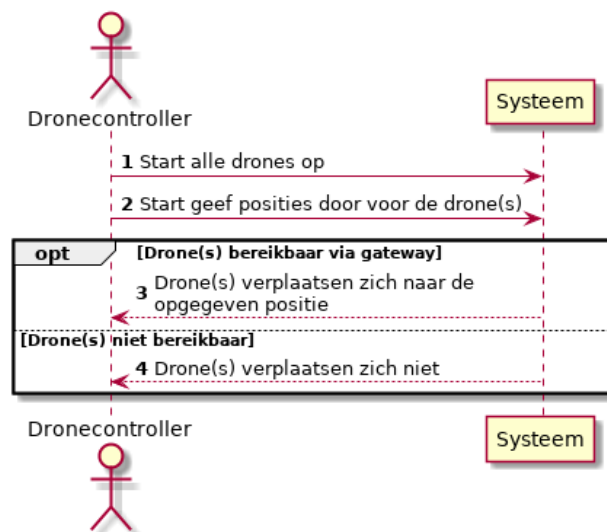 Dronecontroller
Systeem
1 Start alle drones op
2 Start geef posities door voor de drone(s)
opt [Drone(s) bereikbaar via gateway]
3 Drone(s) verplaatsen zich naar de
opgegeven positie
[Drone(s) niet bereikbaar]
4 Drone(s) verplaatsen zich niet
Dronecontroller
Systeem